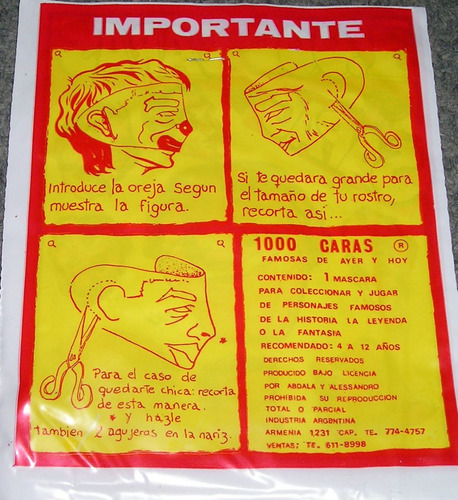 IMPORTANTE
Introduce la oreja Segun
muestra la figura.
Si te quedara grande para
el tamaño de tu rostro,
recorta asi...
Para el caso de
quedarte chica: recorta
de esta manera.
* y hazle
tambien 2 agujeros en la nariz.
1000 CARAS ®
FAMOSAS DE AYER Y HOY
CONTENIDO: 1 MASCARA
PARA COLECCIONAR Y JUGAR
DE PERSONAJES FAMOSOS
DE LA HISTORIA, LA LEYENDA
O LA FANTASIA
RECOMENDADO: 4 A 12 AÑOS
DERECHOS RESERVADOS
PRODUCIDO BAJO LICENCIA
POR ABDALA Y ALESSANDRO
PROHIBIDA SU REPRODUCCION
TOTAL O PARCIAL
INDUSTRIA ARGENTINA
ARMENIA 1,231 CAP. TE. 774-4757
VENTAS: TE. 611-8998